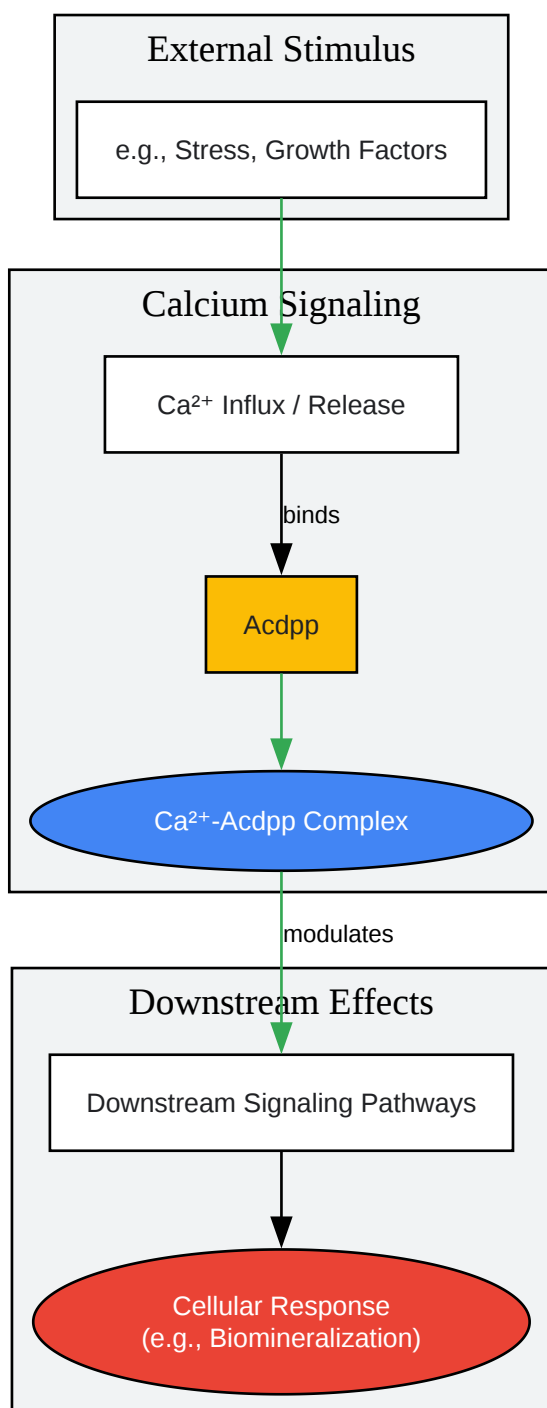 External Stimulus
e.g., Stress, Growth Factors
Calcium Signaling
Ca²⁺ Influx / Release
binds
Acdpp
Ca²⁺-Acdpp Complex
modulates
Downstream Effects
Downstream Signaling Pathways
Cellular Response
(e.g., Biomineralization)